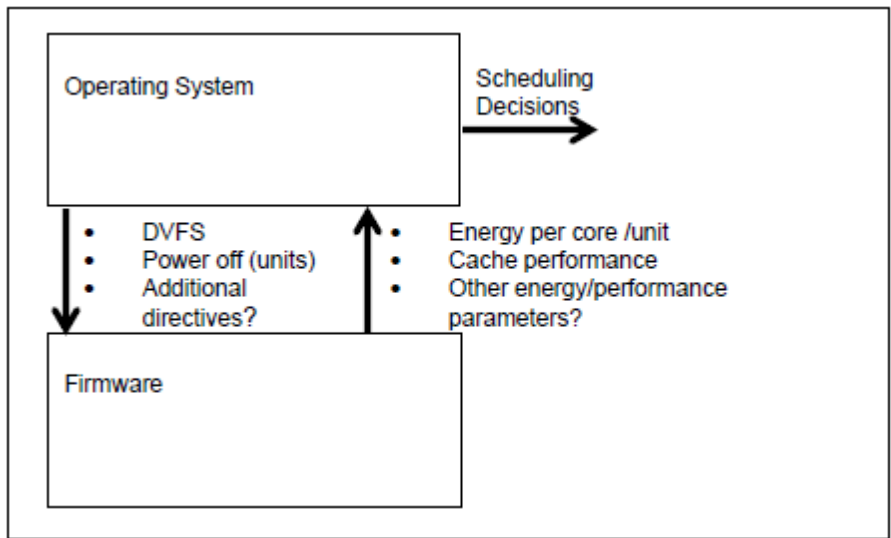 Operating System
Scheduling
Decisions
• DVFS
• Power off (units)
• Additional
directives?
• Energy per core /unit
• Cache performance
• Other energy/performance
parameters?
Firmware